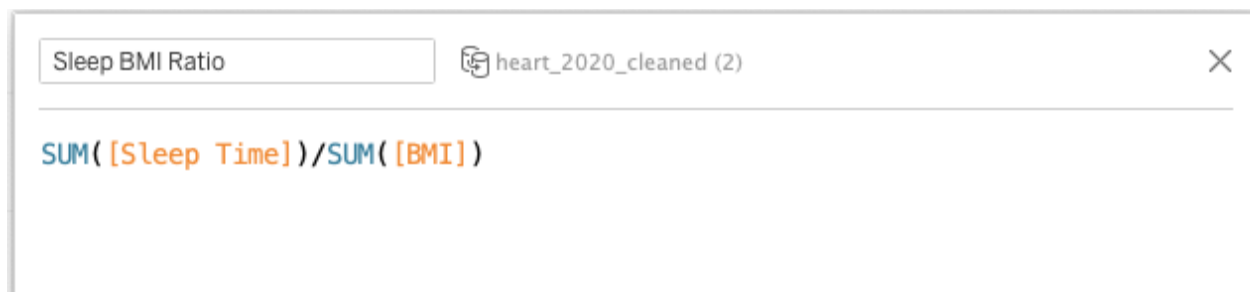 Sleep BMI Ratio heart_2020_cleaned (2)
SUM([Sleep Time])/SUM([BMI])